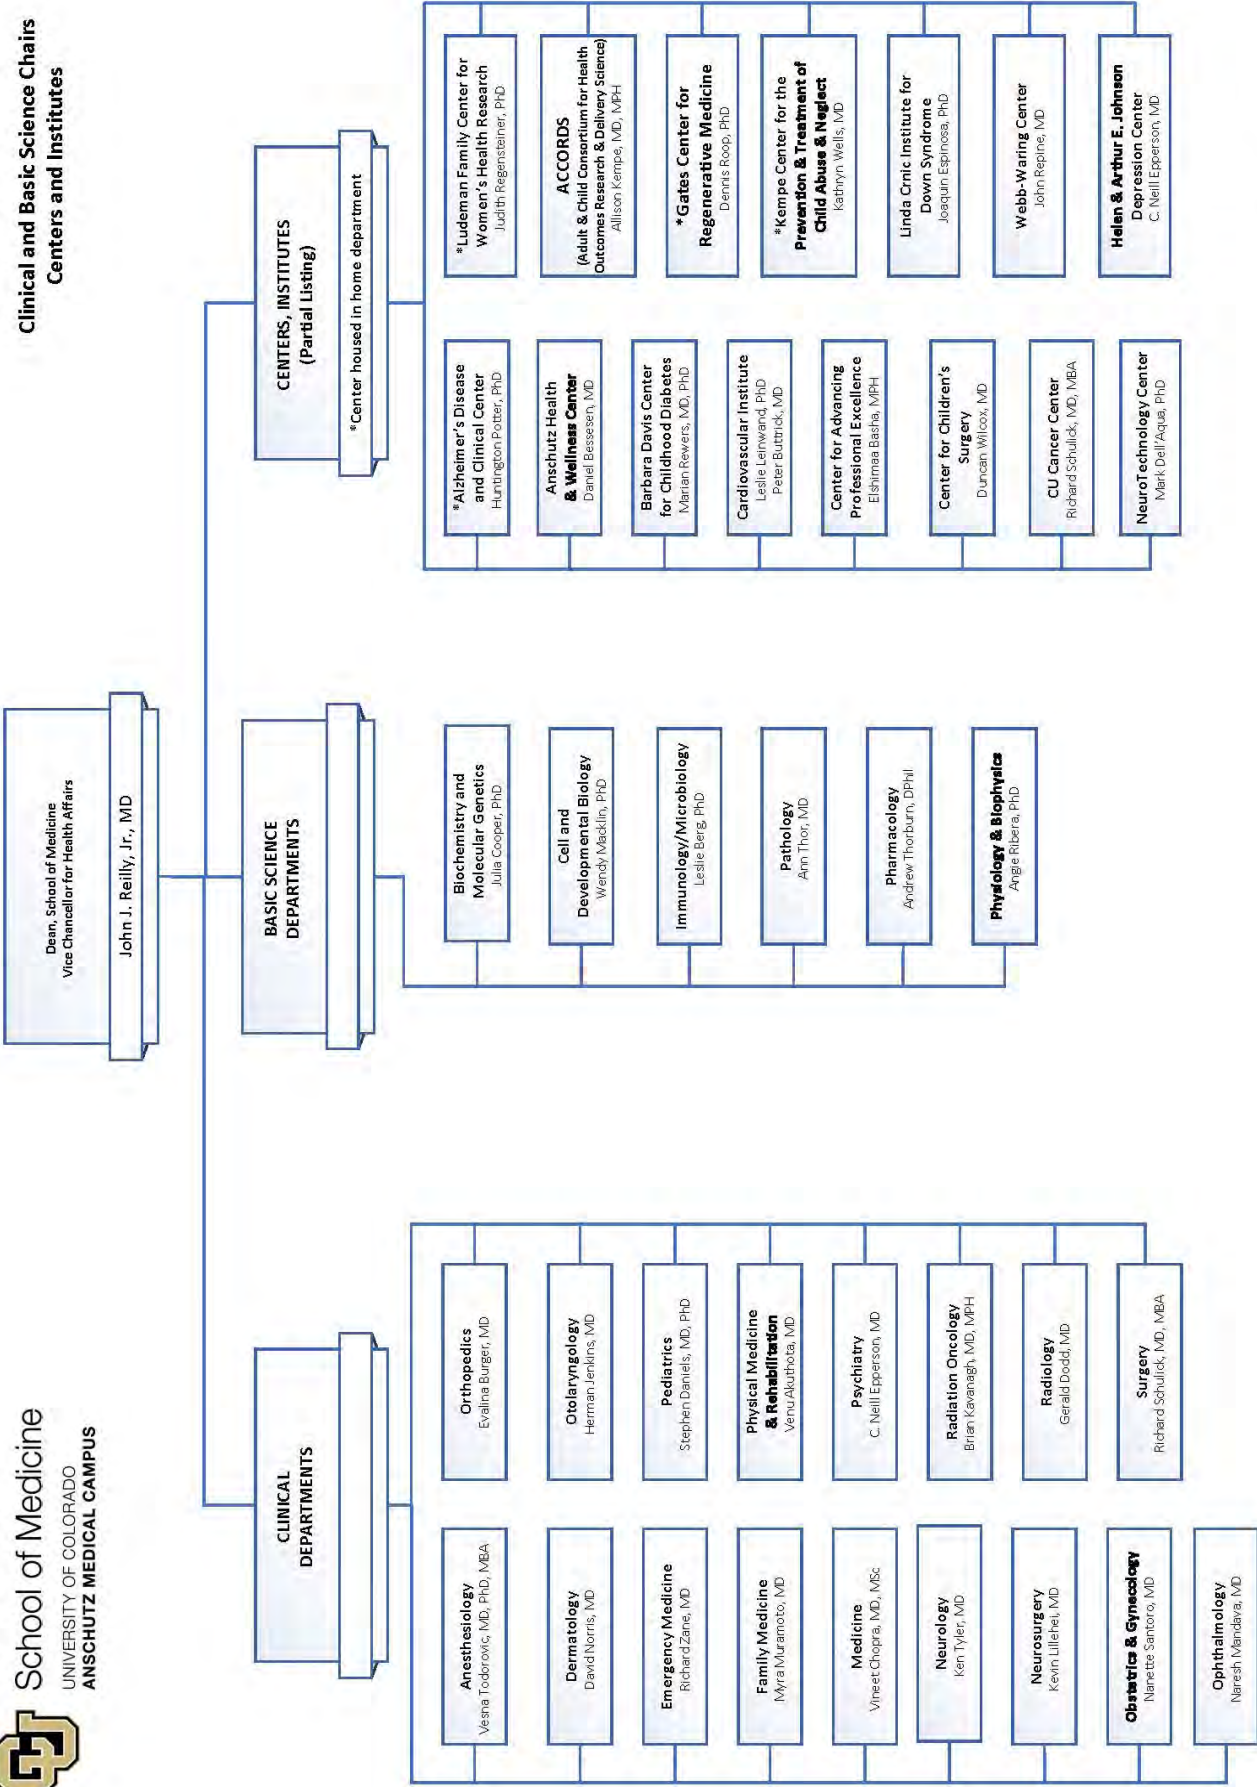 School of Medicine
UNIVERSITY OF COLORADO
ANSCHUTZ MEDICAL CAMPUS
Clinical and Basic Science Chairs
Centers and Institutes
Dean, School of Medicine
Vice Chancellor for Health Affairs
John J. Reilly, Jr., MD
CLINICAL
DEPARTMENTS
Anesthesiology
Vesna Todorovic, MD, PhD, MBA
Dermatology
David Norris, MD
Emergency Medicine
Richard Zane, MD
Family Medicine
Myra Muramoto, MD
Medicine
Vineet Chopra, MD, MSc
Neurology
Ken Tyler, MD
Neurosurgery
Kevin Lillehei, MD
Obstetrics & Gynecology
Nanette Santoro, MD
Ophthalmology
Naresh Mandava, MD
Orthopedics
Evalina Burger, MD
Otolaryngology
Herman Jenkins, MD
Pediatrics
Stephen Daniels, MD, PhD
Physical Medicine
& Rehabilitation
Venu Akuthota, MD
Psychiatry
C. Neill Epperson, MD
Radiation Oncology
Brian Kavanagh, MD, MPH
Radiology
Gerald Dodd, MD
Surgery
Richard Schulick, MD, MBA
BASIC SCIENCE
DEPARTMENTS
Biochemistry and
Molecular Genetics
Julia Cooper, PhD
Cell and
Developmental Biology
Wendy Macklin, PhD
Immunology/Microbiology
Leslie Berg, PhD
Pathology
Ann Thor, MD
Pharmacology
Andrew Thorburn, DPhil
Physiology & Biophysics
Angie Ribera, PhD
CENTERS, INSTITUTES
(Partial Listing)
*Center housed in home department
*Alzheimer's Disease
and Clinical Center
Huntington Potter, PhD
Anschutz Health
& Wellness Center
Daniel Bessesen, MD
Barbara Davis Center
for Childhood Diabetes
Marian Rewers, MD, PhD
Cardiovascular Institute
Leslie Leinwand, PhD
Peter Buttrick, MD
Center for Advancing
Professional Excellence
Elshimaa Basha, MPH
Center for Children's
Surgery
Duncan Wilcox, MD
CU Cancer Center
Richard Schulick, MD, MBA
NeuroTechnology Center
Mark Dell'Aqua, PhD
*Ludeman Family Center for
Women's Health Research
Judith Regensteiner, PhD
ACCORDS
(Adult & Child Consortium for Health
Outcomes Research & Delivery Science)
Allison Kempe, MD, MPH
*Gates Center for
Regenerative Medicine
Dennis Roop, PhD
*Kempe Center for the
Prevention & Treatment of
Child Abuse & Neglect
Kathryn Wells, MD
Linda Crnic Institute for
Down Syndrome
Joaquin Espinosa, PhD
Webb-Waring Center
John Repine, MD
Helen & Arthur E. Johnson
Depression Center
C. Neill Epperson, MD